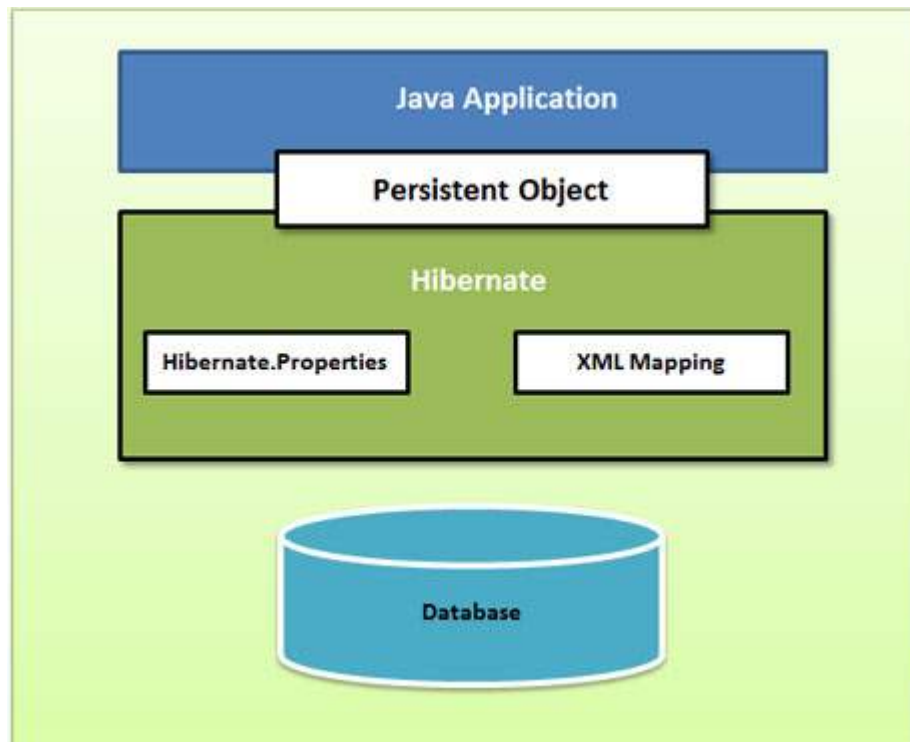 Java Application
Persistent Object
Hibernate
Hibernate.Properties
XML Mapping
Database